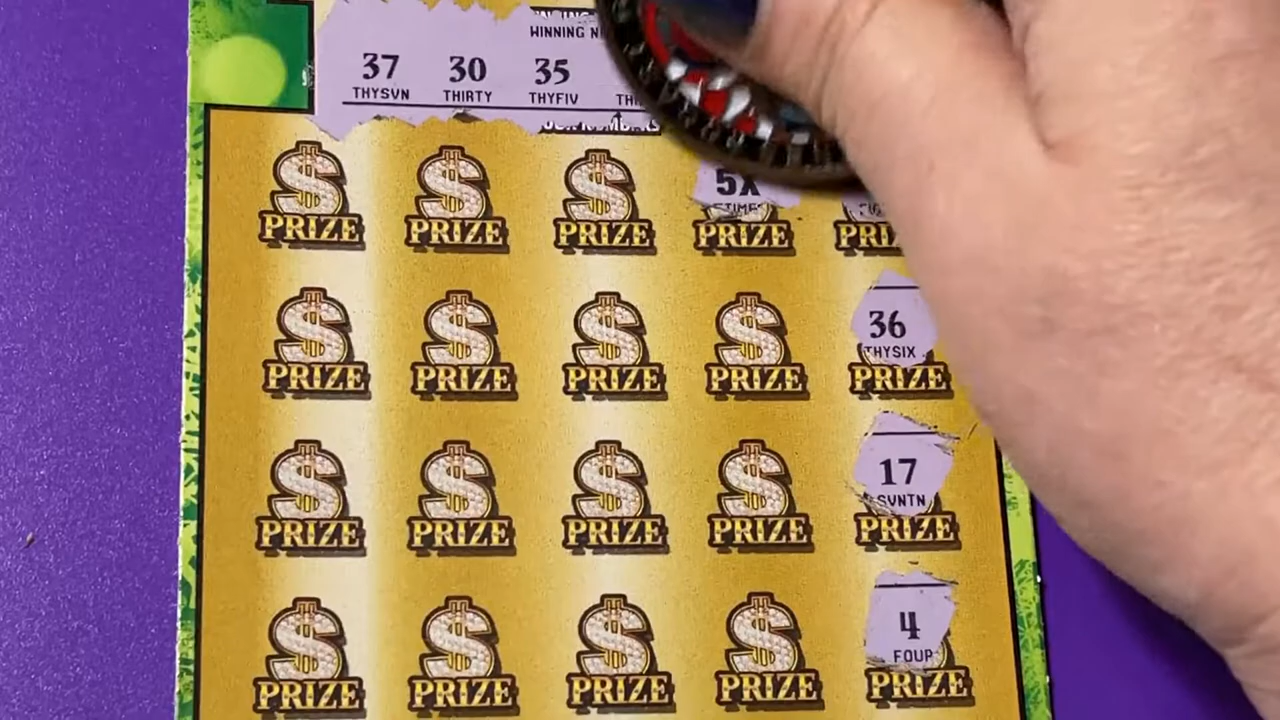 WINNING
37 30 35
THYSVN THIRTY THYFIV
5X
5TIMES
PRIZE PRIZE PRIZE PRIZE
36
THYSIX
PRIZE PRIZE PRIZE PRIZE PRIZE
17
SVNTN
PRIZE PRIZE PRIZE PRIZE PRIZE
4
FOUR
PRIZE PRIZE PRIZE PRIZE PRIZE